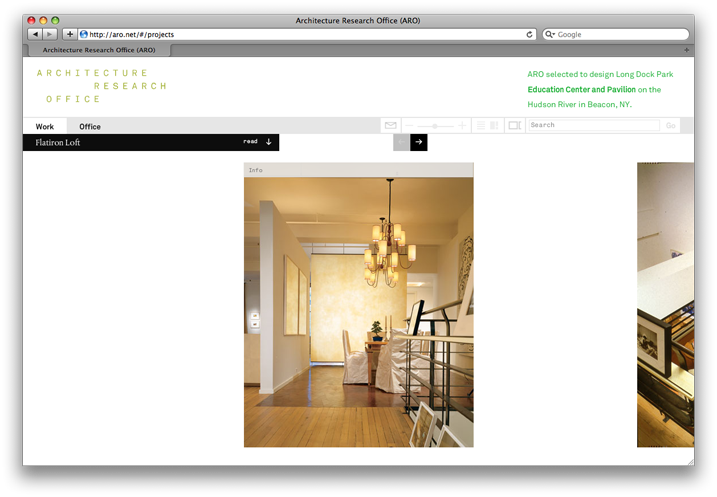 Architecture Research Office (ARO)
http://aro.net/#/projects
Google
Architecture Research Office (ARO)
ARCHITECTURE
RESEARCH
OFFICE
ARO selected to design Long Dock Park
Education Center and Pavilion on the
Hudson River in Beacon, NY.
Work Office
Search Go
Flatiron Loft read
Info